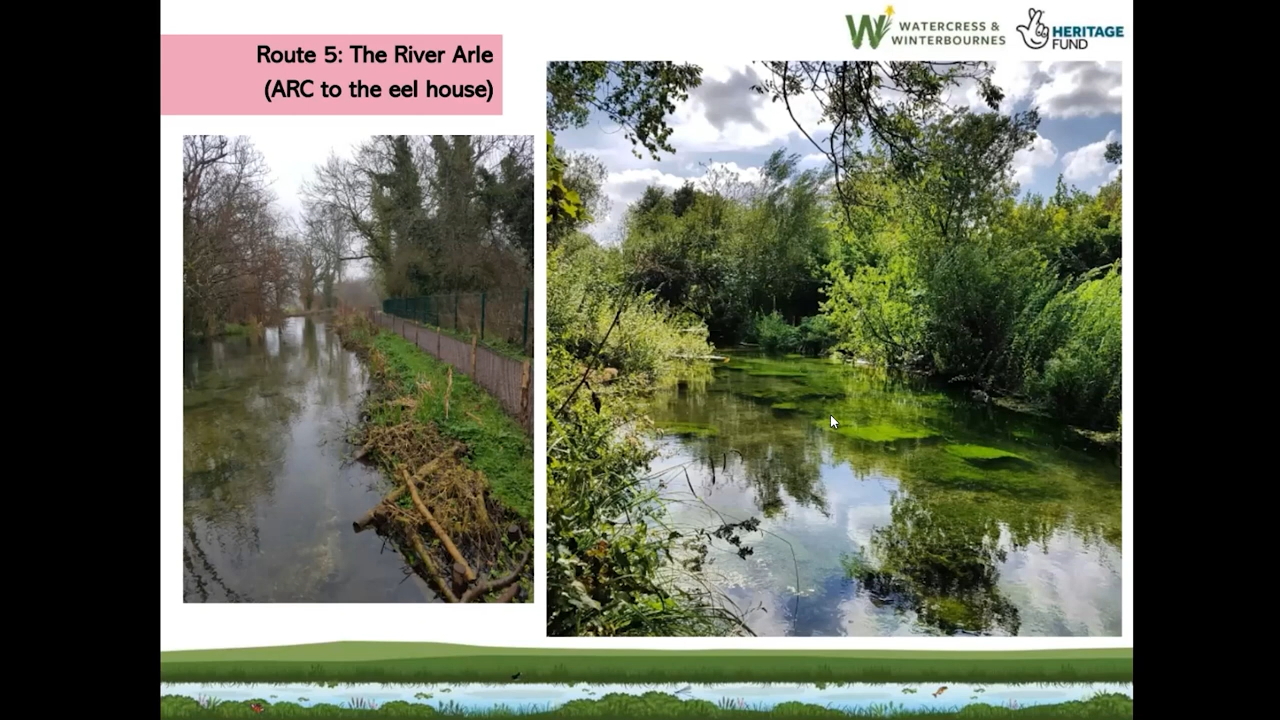 Route 5: The River Arle
(ARC to the eel house)
WATERCRESS &
WINTERBOURNES
HERITAGE
FUND